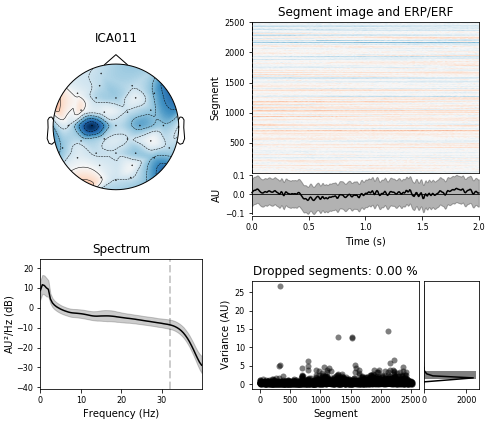 ICA011
Segment image and ERP/ERF
2500
2000
1500
1000
500
Segment
0.1
0.0
−0.1
AU
0.0 0.5 1.0 1.5 2.0
Time (s)
Spectrum
20
10
0
−10
−20
−30
−40
AU²/Hz (dB)
0 10 20 30
Frequency (Hz)
Dropped segments: 0.00 %
25
20
15
10
5
0
Variance (AU)
0 500 1000 1500 2000 2500
Segment
0 2000